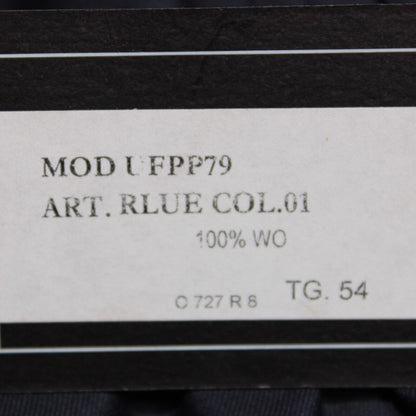 MOD UFPP79
ART. RLUE COL.01
100% WO
C 727 R 8 TG. 54